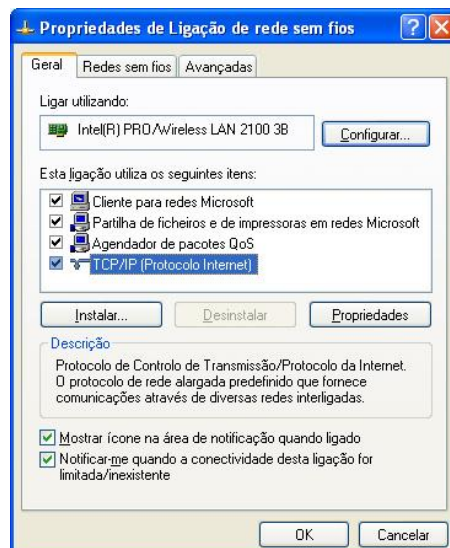 Propriedades de Ligação de rede sem fios
Geral Redes sem fios Avançadas
Ligar utilizando:
Intel(R) PRO/Wireless LAN 2100 3B Configurar...
Esta ligação utiliza os seguintes itens:
Cliente para redes Microsoft
Partilha de ficheiros e de impressoras em redes Microsoft
Agendador de pacotes QoS
TCP/IP (Protocolo Internet)
Instalar... Desinstalar Propriedades
Descrição
Protocolo de Controlo de Transmissão/Protocolo da Internet.
O protocolo de rede alargada predefinido que fornece
comunicações através de diversas redes interligadas.
Mostrar ícone na área de notificação quando ligado
Notificar-me quando a conectividade desta ligação for
limitada/inexistente
OK Cancelar